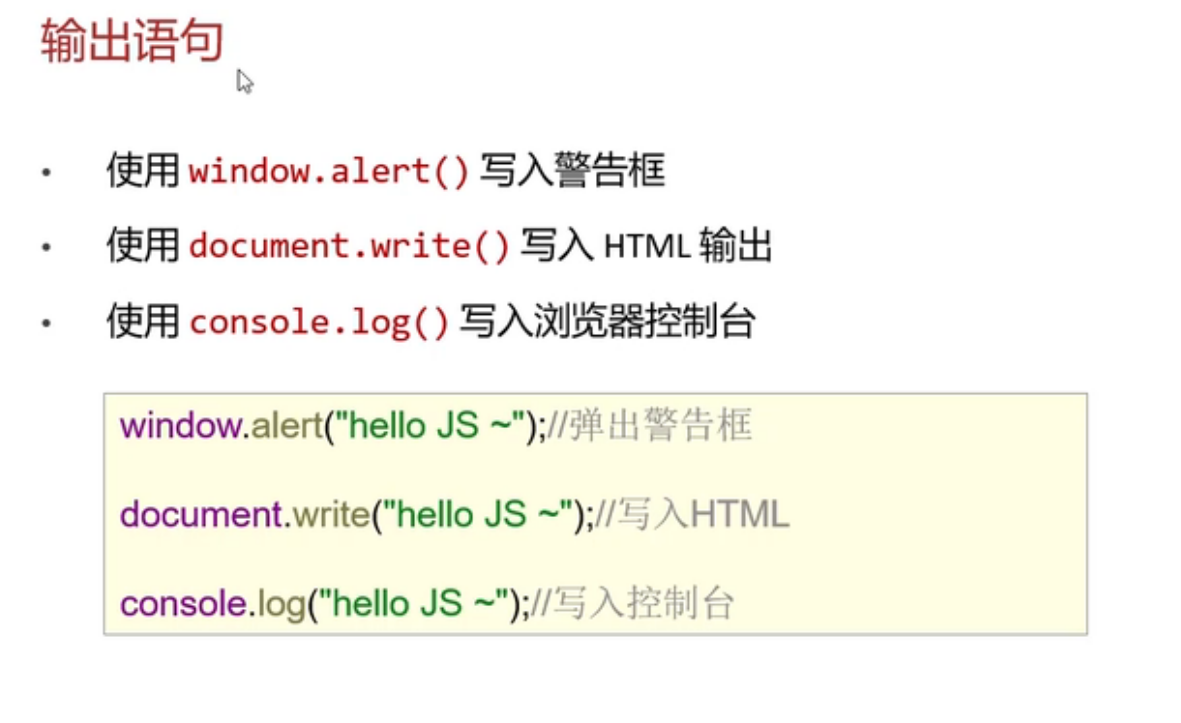 输出语句
• 使用 window.alert() 写入警告框
• 使用 document.write() 写入 HTML 输出
• 使用 console.log() 写入浏览器控制台
window.alert("hello JS ~");//弹出警告框
document.write("hello JS ~");//写入HTML
console.log("hello JS ~");//写入控制台